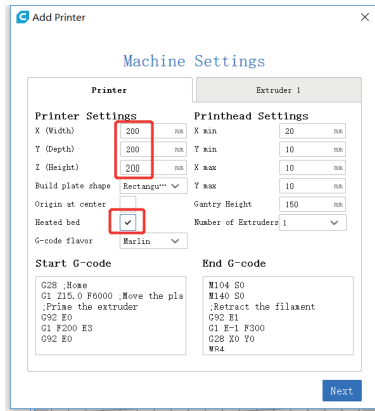 Add Printer
Machine Settings
Printer
Extruder 1
Printer Settings
X (Width) 200 mm
Y (Depth) 200 mm
Z (Height) 200 mm
Build plate shape Rectangu…
Origin at center
Heated bed
G-code flavor Marlin
Printhead Settings
X min 20 mm
Y min 10 mm
X max 10 mm
Y max 10 mm
Gantry Height 150 mm
Number of Extruders 1
Start G-code
G28 ;Home
G1 Z15.0 F6000 ;Move the pla
;Prime the extruder
G92 E0
G1 F200 E3
G92 E0
End G-code
M104 S0
M140 S0
;Retract the filament
G92 E1
G1 E-1 F300
G28 X0 Y0
M84
Next